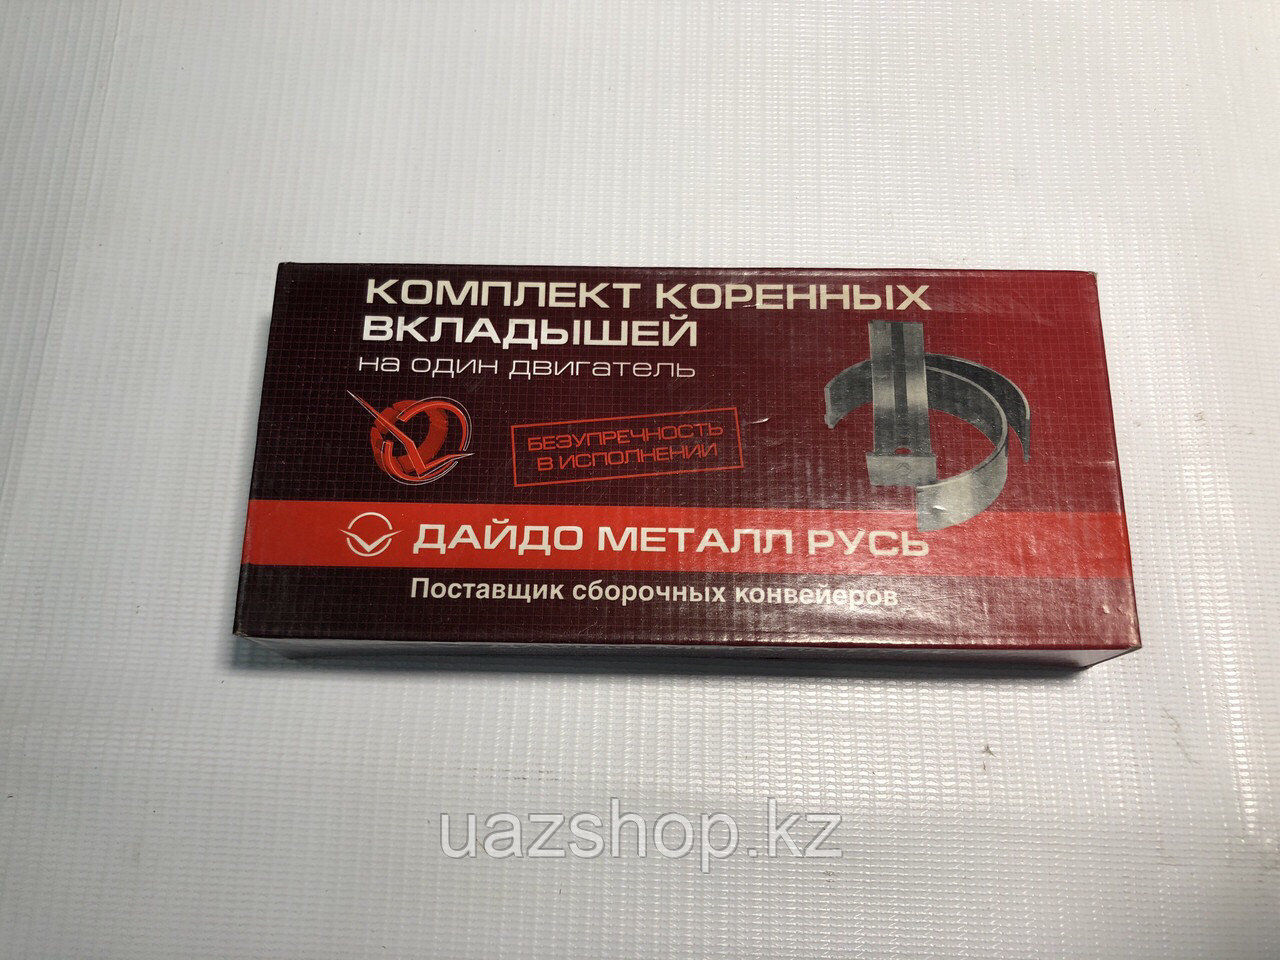 КОМПЛЕКТ КОРЕННЫХ
ВКЛАДЫШЕЙ
на один двигатель
БЕЗУПРЕЧНОСТЬ
В ИСПОЛНЕНИИ
ДАЙДО МЕТАЛЛ РУСЬ
Поставщик сборочных конвейеров
uazshop.kz